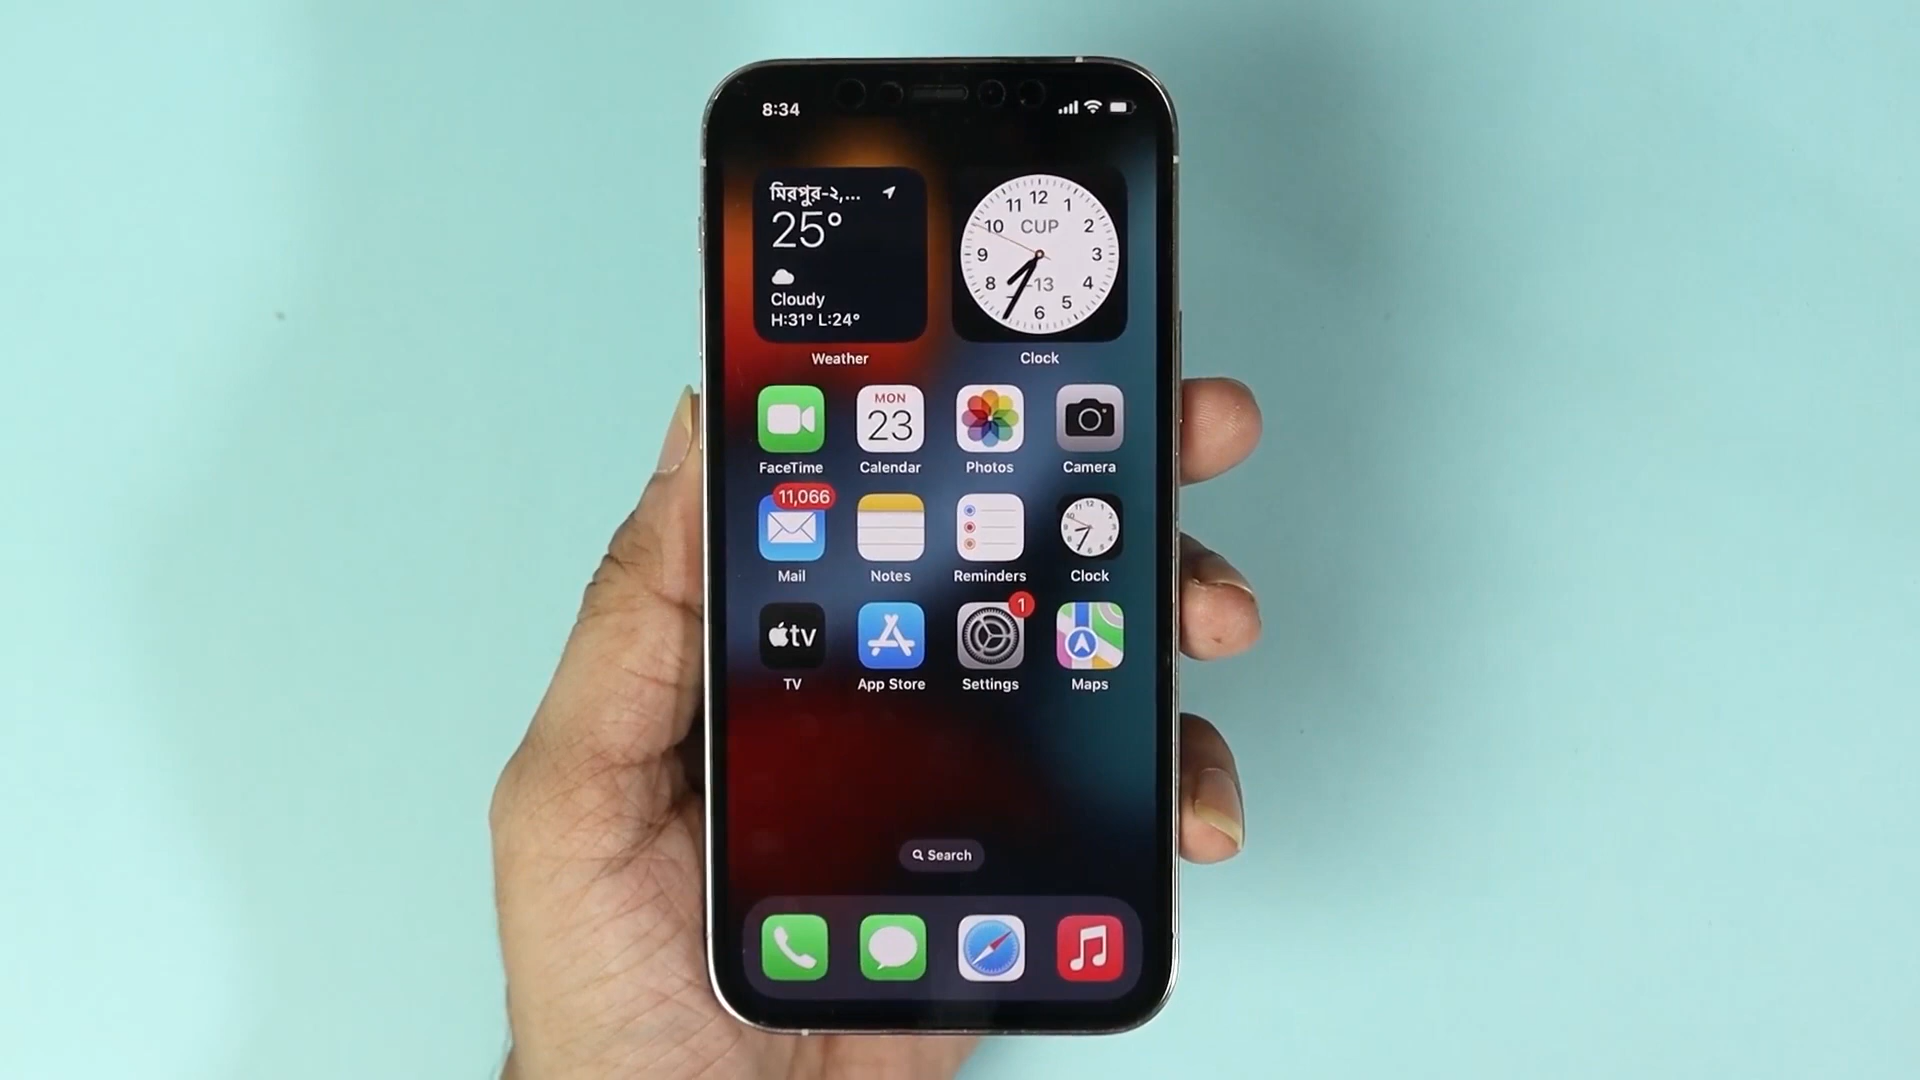 8:34
মিরপুর-২,...
25°
Cloudy
H:31° L:24°
Weather
12
11
1
10
CUP
2
9
3
8
-13
4
5
6
Clock
FaceTime
MON
23
Calendar
Photos
Camera
11,066
Mail
Notes
Reminders
Clock
tv
TV
App Store
1
Settings
Maps
Search